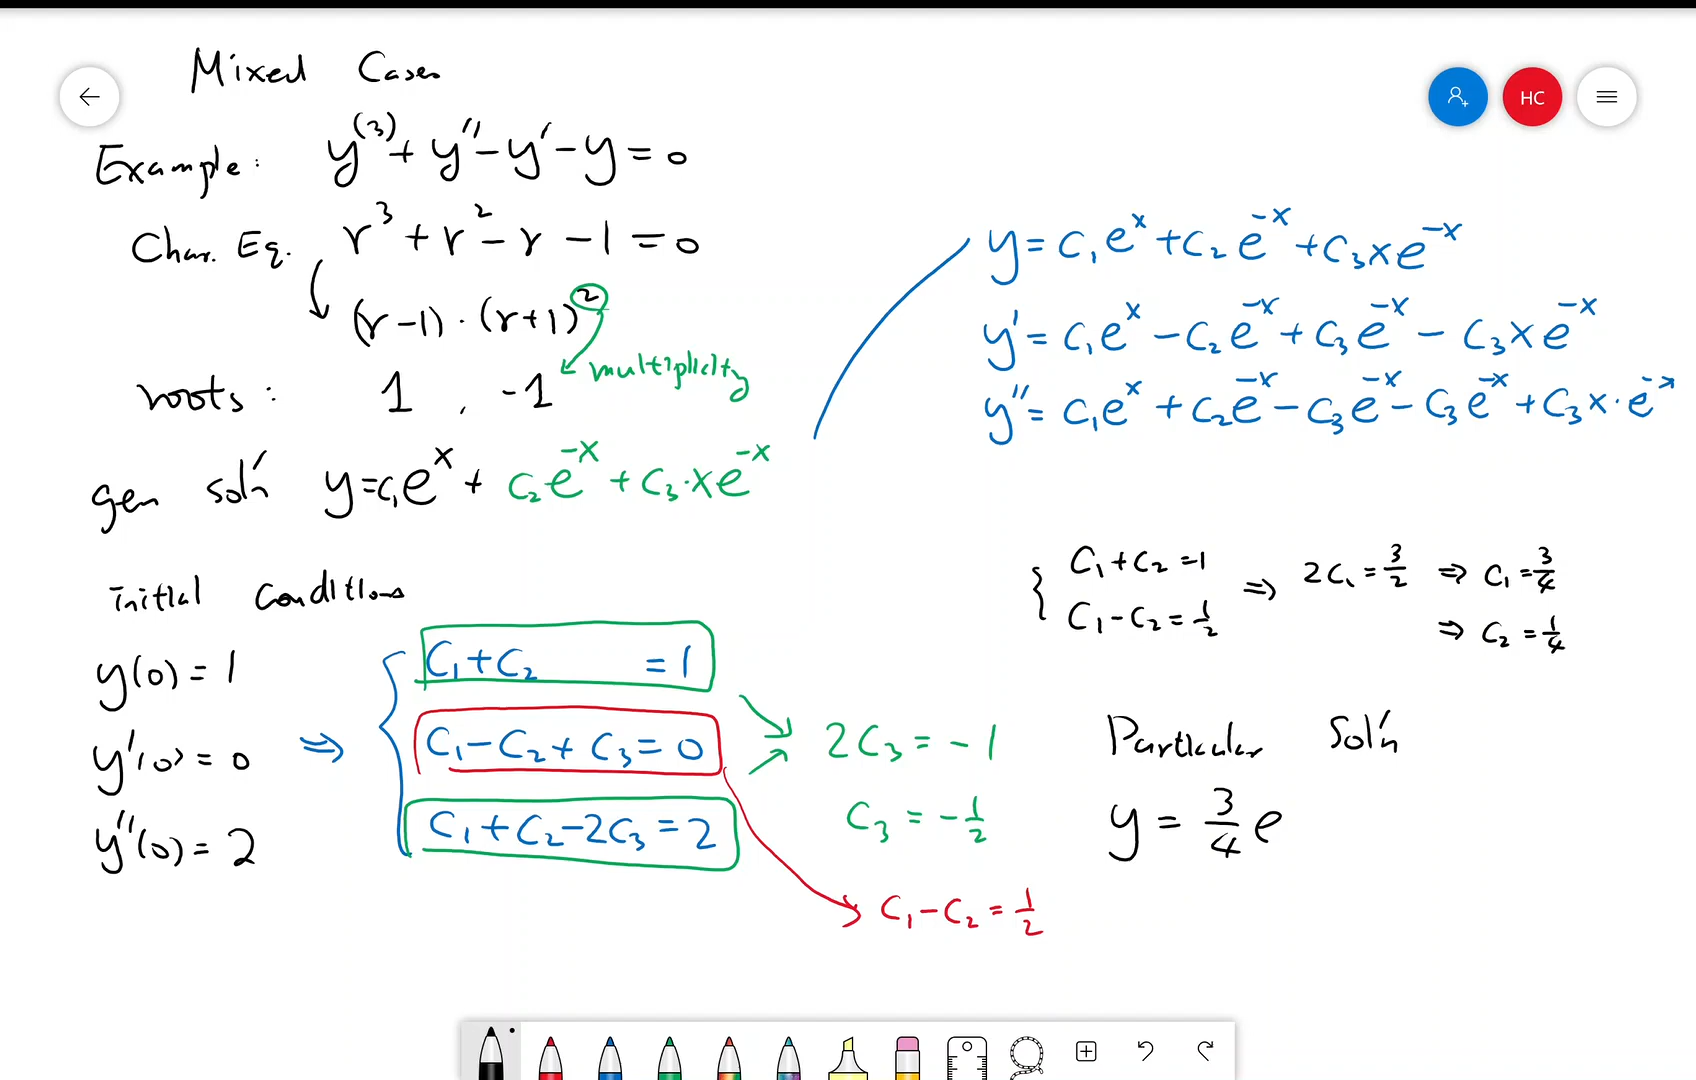 Mixed Cases
HC
Example: y^(3) + y'' - y' - y = 0
Char. Eq. r^3 + r^2 - r - 1 = 0
(r-1)·(r+1)^2
multiplicity
roots: 1, -1
gen sol'n y = c₁e^x + c₂e^-x + c₃·xe^-x
y = c₁e^x + c₂e^-x + c₃xe^-x
y' = c₁e^x - c₂e^-x + c₃e^-x - c₃xe^-x
y'' = c₁e^x + c₂e^-x - c₃e^-x - c₃e^-x + c₃x·e^-x
initial conditions
y(0) = 1
y'(0) = 0
y''(0) = 2
⇒ { c₁ + c₂ = 1
c₁ - c₂ + c₃ = 0
c₁ + c₂ - 2c₃ = 2
2c₃ = -1
c₃ = -1/2
c₁ - c₂ = 1/2
{ c₁ + c₂ = 1
c₁ - c₂ = 1/2
⇒ 2c₁ = 3/2 ⇒ c₁ = 3/4
⇒ c₂ = 1/4
Particular Sol'n
y = 3/4 e